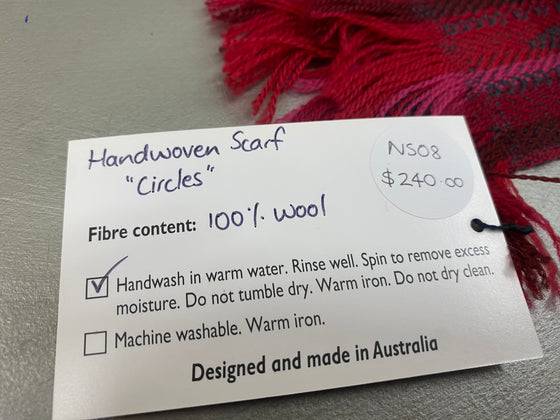 Handwoven Scarf
"Circles"
NS08
$240.00
Fibre content: 100% wool
Handwash in warm water. Rinse well. Spin to remove excess
moisture. Do not tumble dry. Warm iron. Do not dry clean.
Machine washable. Warm iron.
Designed and made in Australia